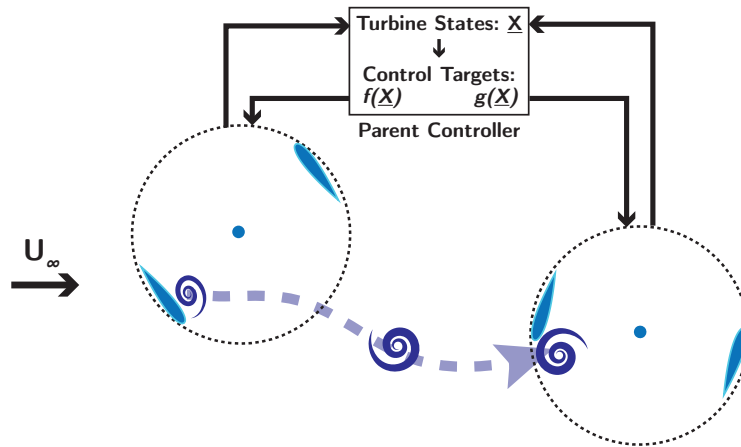 Turbine States: X
Control Targets:
f(X) g(X)
Parent Controller
U∞